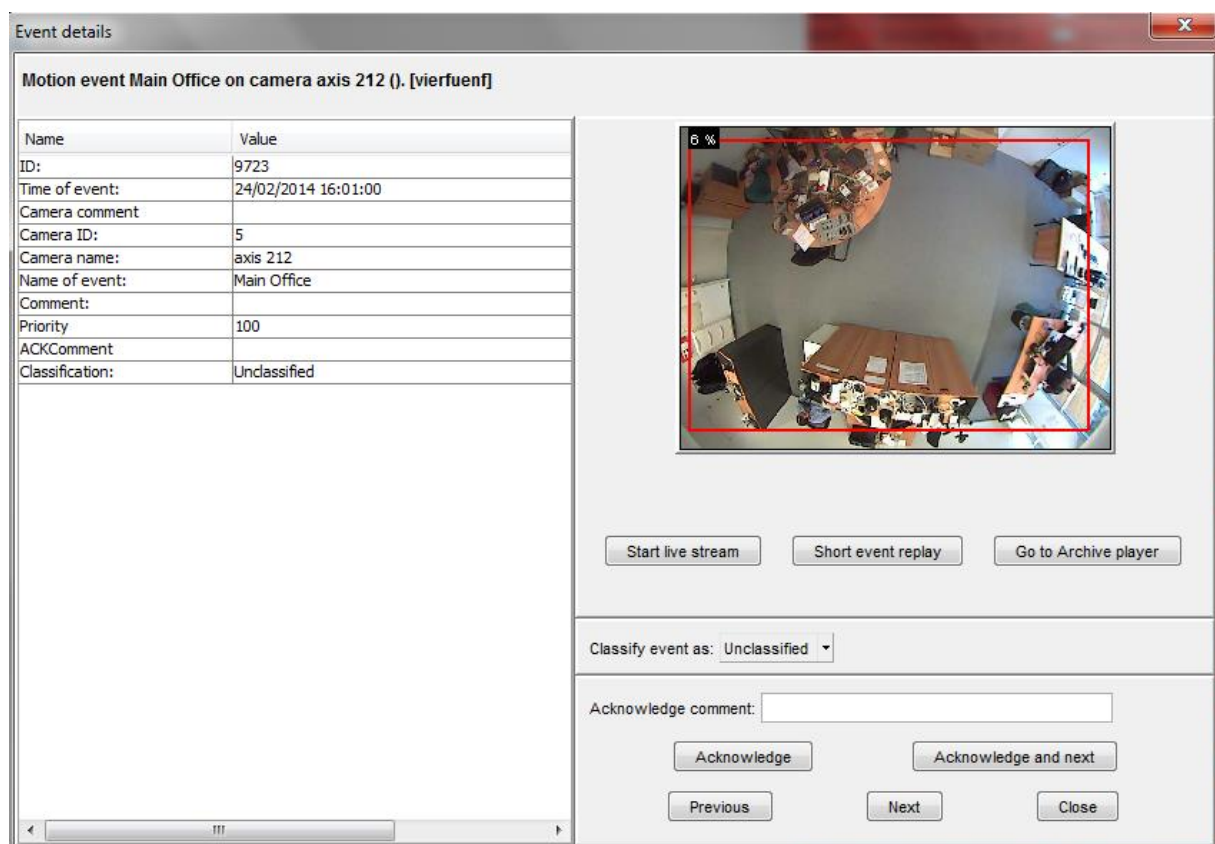 Event details
Motion event Main Office on camera axis 212 (). [vierfuenf]
Name Value
ID: 9723
Time of event: 24/02/2014 16:01:00
Camera comment
Camera ID: 5
Camera name: axis 212
Name of event: Main Office
Comment:
Priority 100
ACKComment
Classification: Unclassified
6 %
Start live stream Short event replay Go to Archive player
Classify event as: Unclassified
Acknowledge comment:
Acknowledge Acknowledge and next
Previous Next Close